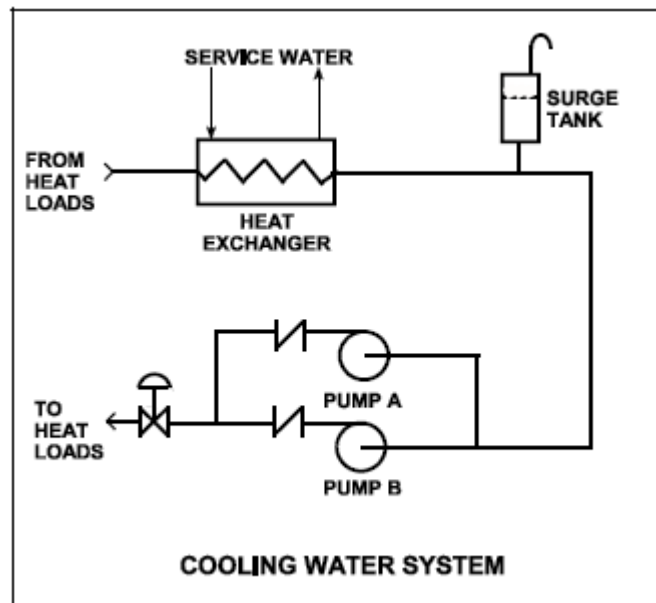 SERVICE WATER
SURGE
TANK
FROM
HEAT
LOADS
HEAT
EXCHANGER
PUMP A
TO
HEAT
LOADS
PUMP B
COOLING WATER SYSTEM